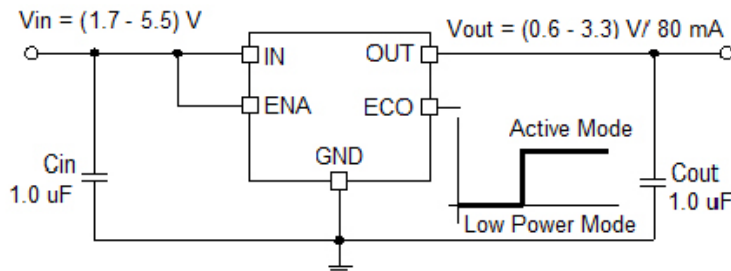 Vin = (1.7 - 5.5) V
Vout = (0.6 - 3.3) V/ 80 mA
IN
OUT
ENA
ECO
GND
Active Mode
Low Power Mode
Cin
1.0 uF
Cout
1.0 uF